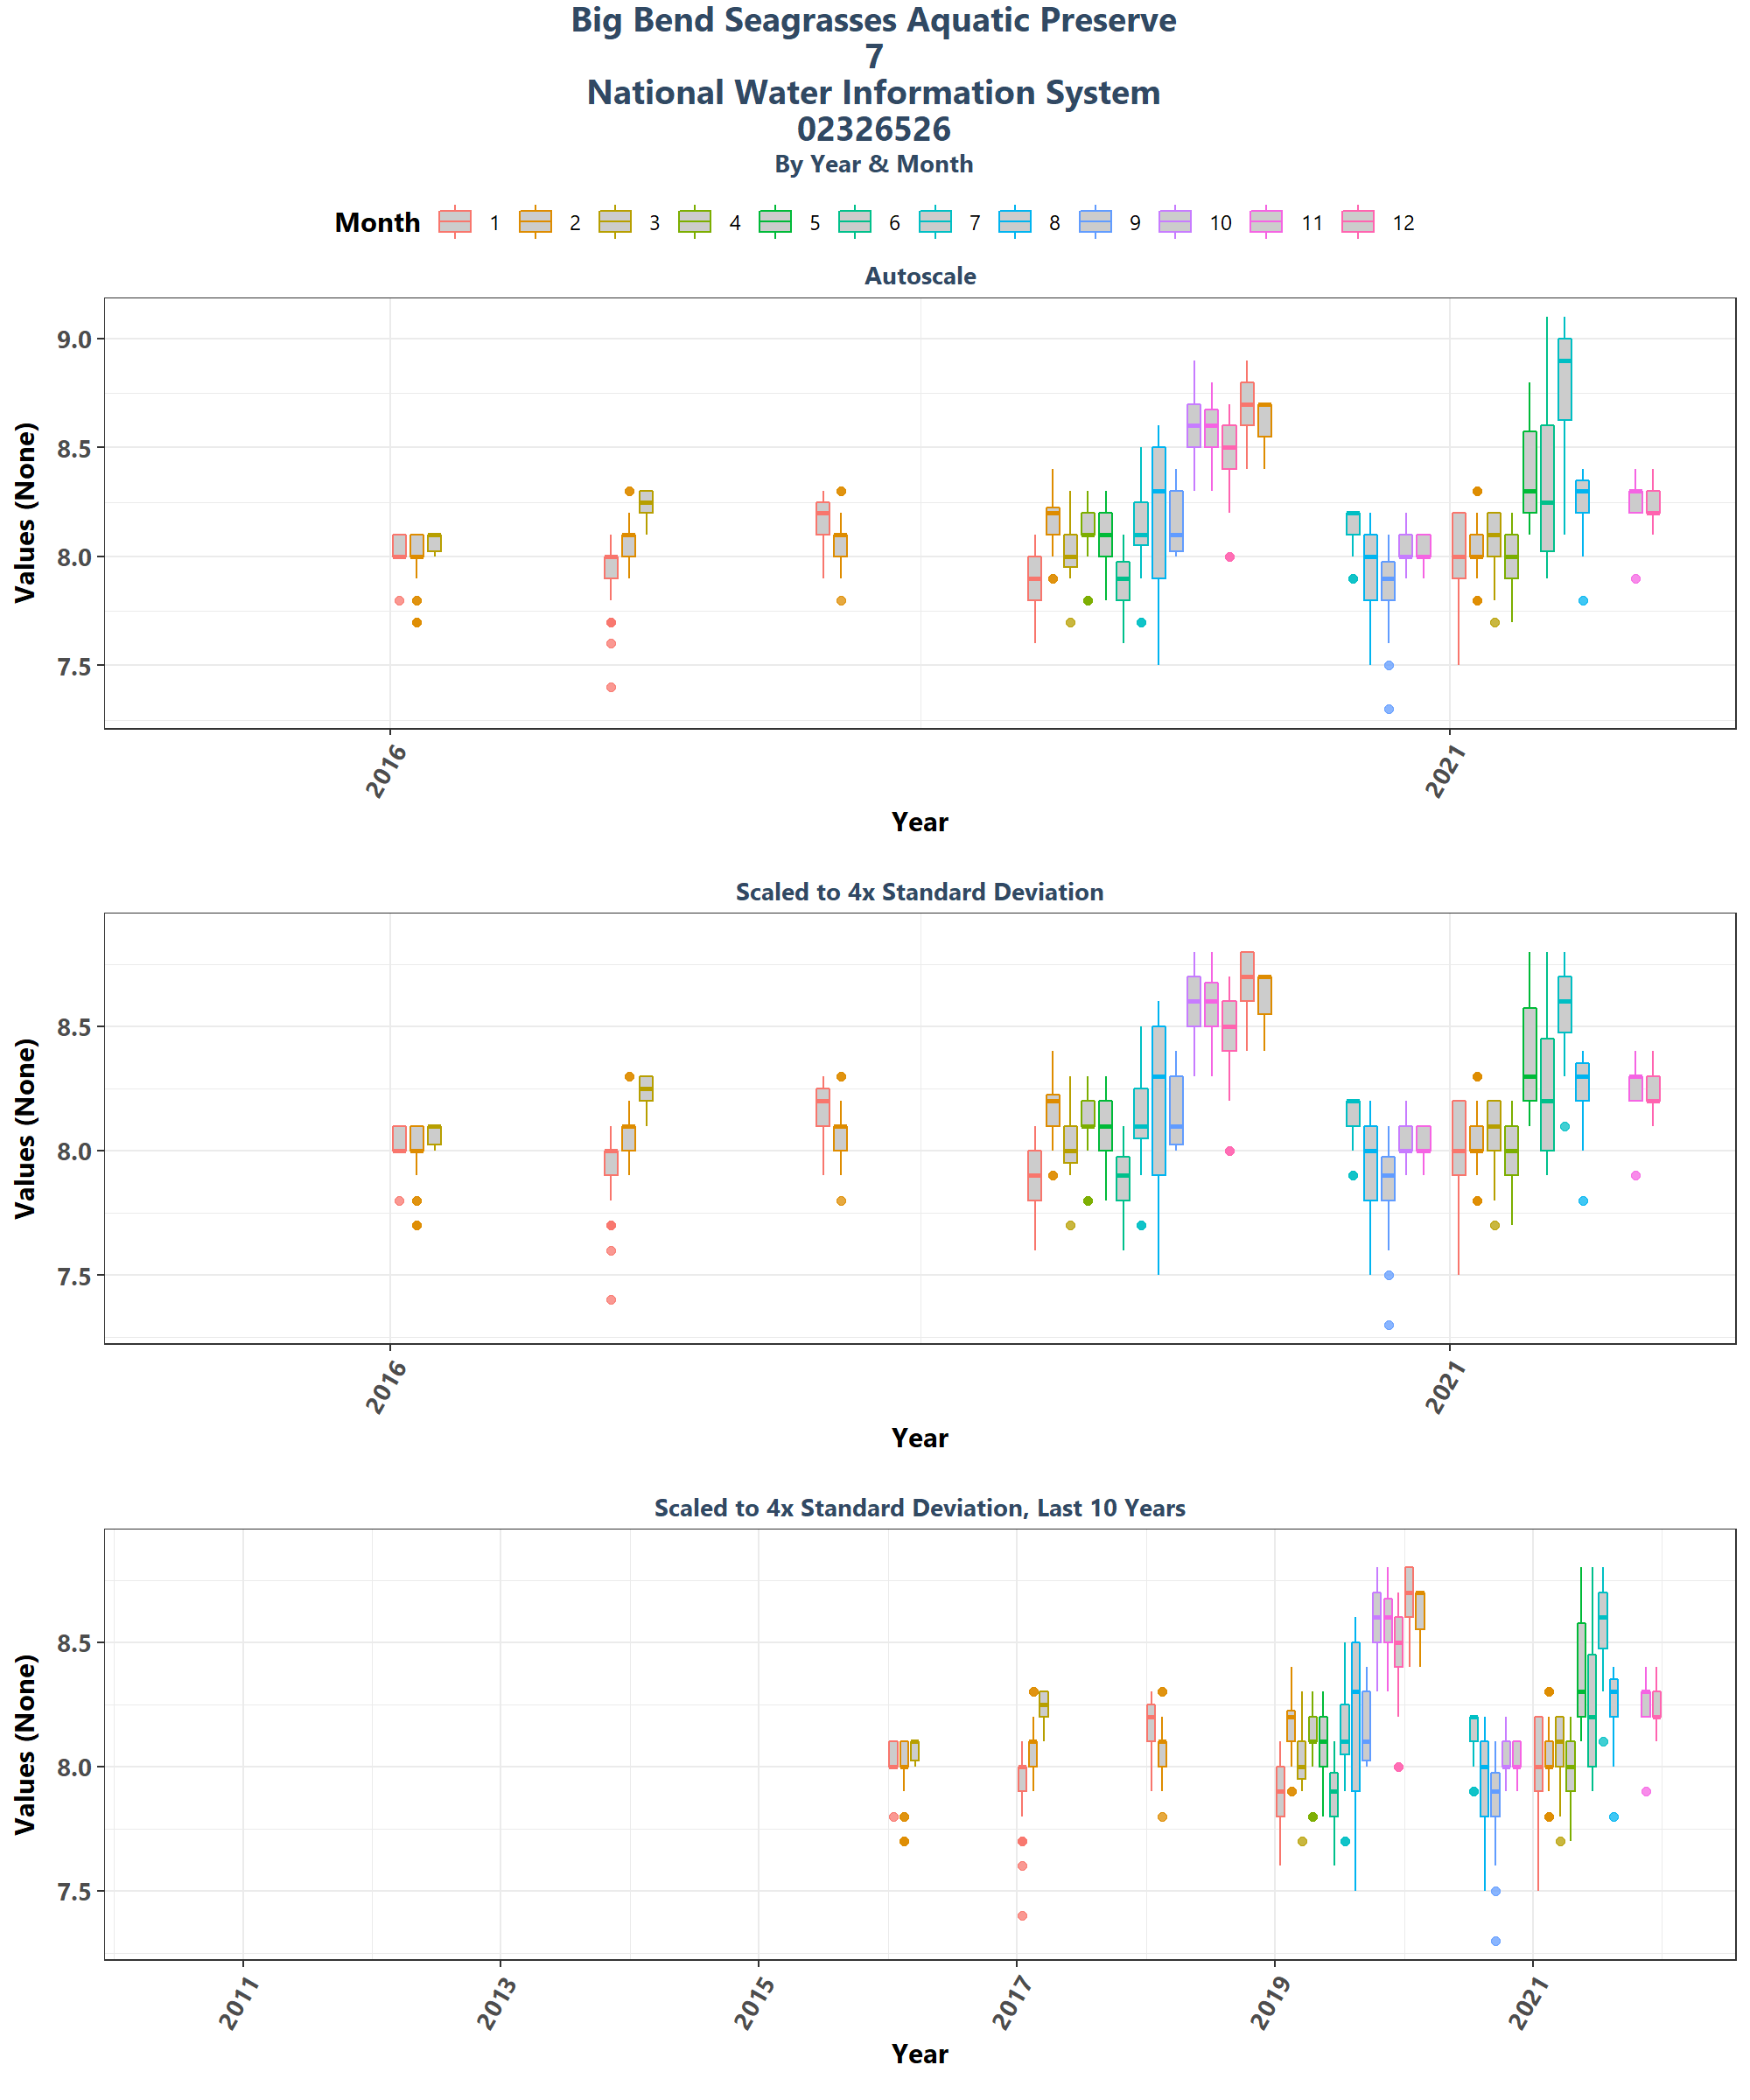 Big Bend Seagrasses Aquatic Preserve
7
National Water Information System
02326526
By Year & Month
Month 1 2 3 4 5 6 7 8 9 10 11 12
Autoscale
Values (None)
9.0
8.5
8.0
7.5
2016 2021
Year
Scaled to 4x Standard Deviation
Values (None)
8.5
8.0
7.5
2016 2021
Year
Scaled to 4x Standard Deviation, Last 10 Years
Values (None)
8.5
8.0
7.5
2011 2013 2015 2017 2019 2021
Year